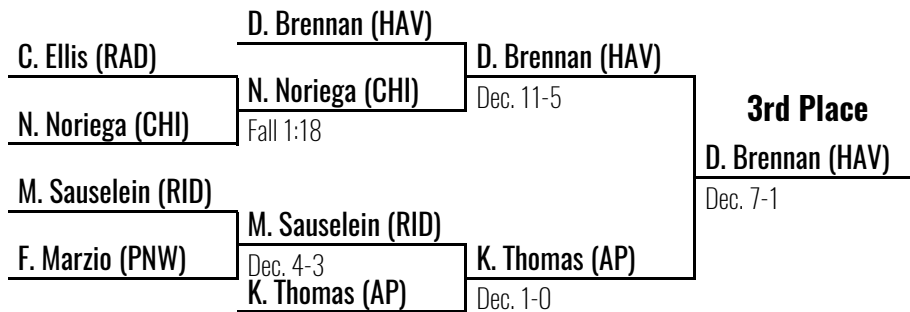 D. Brennan (HAV)
C. Ellis (RAD)
D. Brennan (HAV)
N. Noriega (CHI)
Dec. 11-5
3rd Place
N. Noriega (CHI)
Fall 1:18
D. Brennan (HAV)
M. Sauselein (RID)
Dec. 7-1
M. Sauselein (RID)
F. Marzio (PNW)
Dec. 4-3
K. Thomas (AP)
K. Thomas (AP)
Dec. 1-0